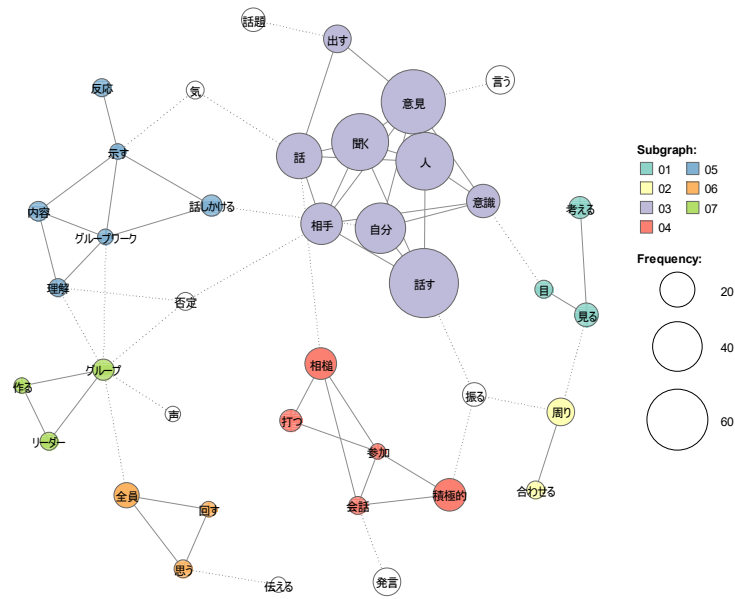 話題
出す
言う
反応
気
意見
聞く
話
人
示す
内容
話しかける
意識
考える
グループワーク
相手
自分
理解
否定
話す
目
見る
グループ
相槌
作る
声
打つ
振る
周り
リーダー
参加
全員
回す
会話
積極的
合わせる
思う
伝える
発言
Subgraph:
01
02
03
04
05
06
07
Frequency:
20
40
60